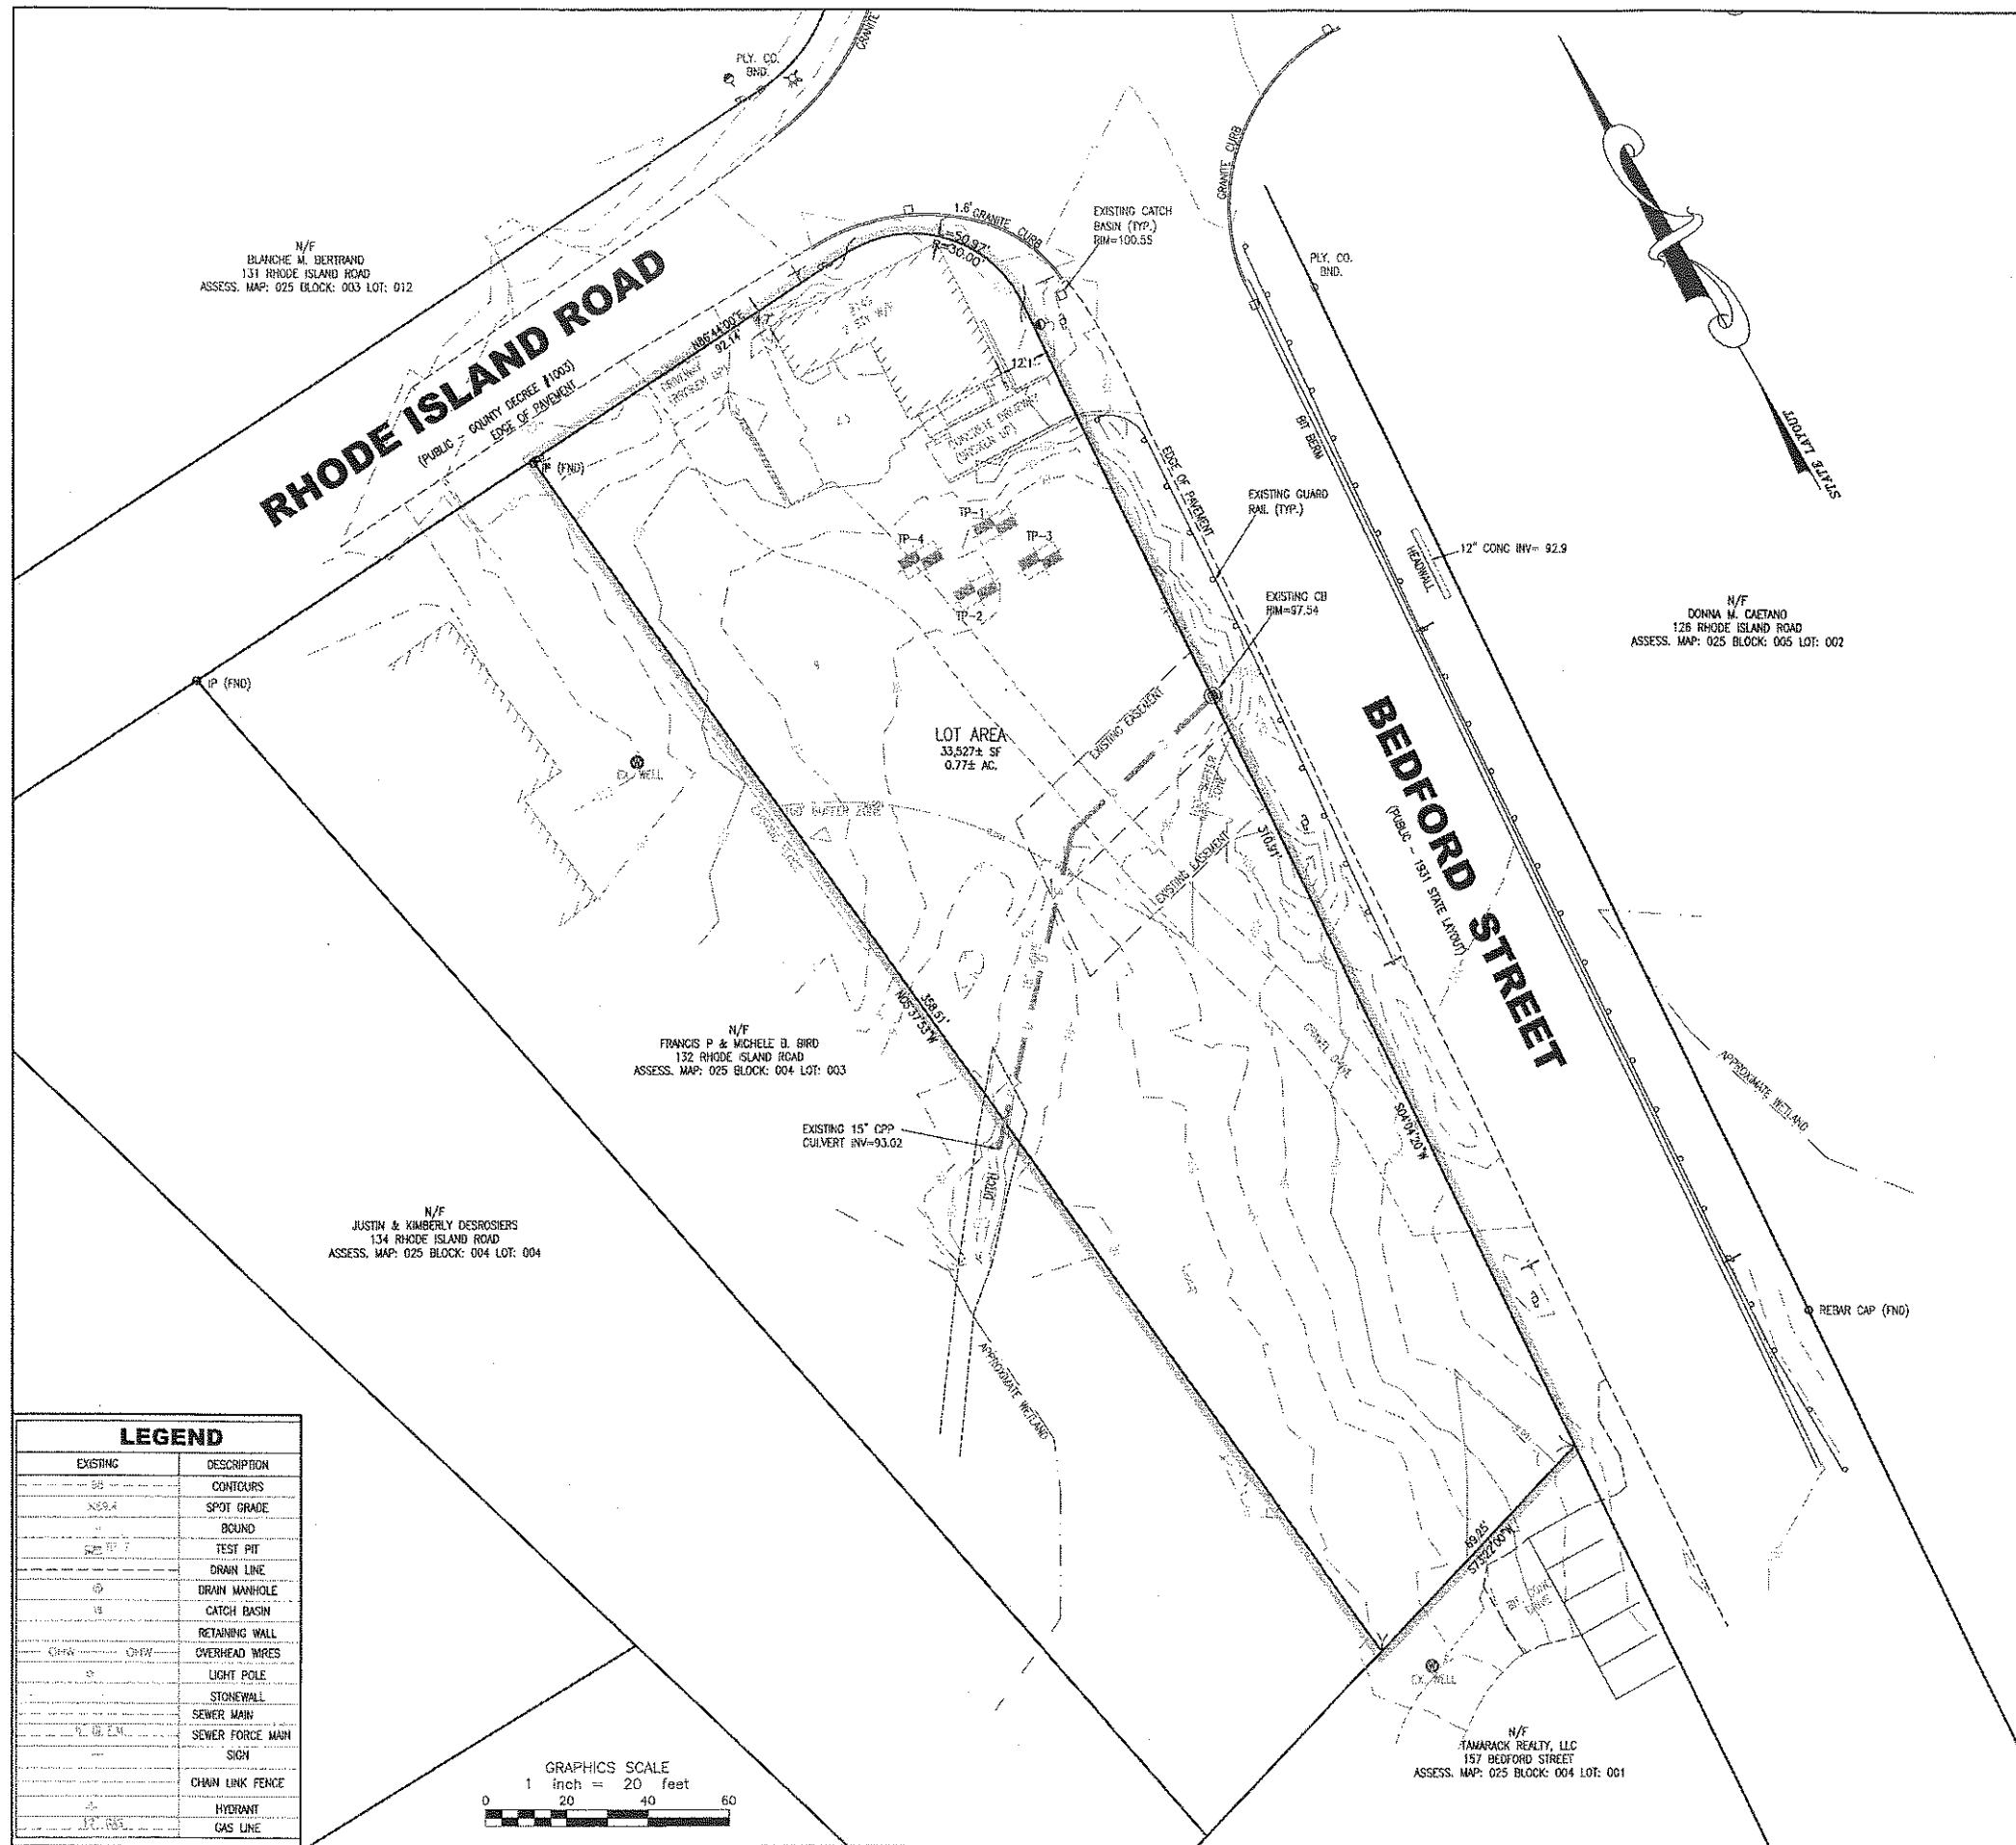 GRANITE
PLY. CO.
BND.
N/F
BLANCHE M. BERTRAND
131 RHODE ISLAND ROAD
ASSESS. MAP: 025 BLOCK: 003 LOT: 012
RHODE ISLAND ROAD
(PUBLIC - COUNTY DECREE #1003)
EDGE OF PAVEMENT
N86°44'00"E
92.14'
1.6'
GRANITE CURB
L=50.97'
R=30.00'
EXISTING CATCH
BASIN (TYP.)
RIM=100.55
GRANITE CURB
PLY. CO.
BND.
STATE LAYOUT
IP (FND)
IP (FND)
12.1'
CONCRETE DRIVEWAY
(BROKEN UP)
BIT BERM
EDGE OF PAVEMENT
EXISTING GUARD
RAIL (TYP.)
TP-1
TP-4
TP-3
TP-2
HEADWALL
12" CONC INV= 92.9
EXISTING CB
RIM=97.54
N/F
DONNA M. CAETANO
126 RHODE ISLAND ROAD
ASSESS. MAP: 025 BLOCK: 005 LOT: 002
LOT AREA
33,527± SF
0.77± AC.
EXISTING EASEMENT
EX. WELL
BUFFER ZONE
EXISTING EASEMENT
310.91'
BEDFORD STREET
(PUBLIC - 1931 STATE LAYOUT)
358.51'
N05°37'53"W
N/F
FRANCIS P & MICHELE B. BIRD
132 RHODE ISLAND ROAD
ASSESS. MAP: 025 BLOCK: 004 LOT: 003
GRAVEL DRIVE
S04°04'20"W
APPROXIMATE WETLAND
EXISTING 15" CPP
CULVERT INV=93.02
DITCH
N/F
JUSTIN & KIMBERLY DESROSIERS
134 RHODE ISLAND ROAD
ASSESS. MAP: 025 BLOCK: 004 LOT: 004
APPROXIMATE WETLAND
REBAR CAP (FND)
69.25'
S73°22'00"W
EX. WELL
N/F
TAMARACK REALTY, LLC
157 BEDFORD STREET
ASSESS. MAP: 025 BLOCK: 004 LOT: 001
LEGEND
EXISTING DESCRIPTION
CONTOURS
SPOT GRADE
BOUND
TEST PIT
DRAIN LINE
DRAIN MANHOLE
CATCH BASIN
RETAINING WALL
OHW OHW OVERHEAD WIRES
LIGHT POLE
STONEWALL
SEWER MAIN
SEWER FORCE MAIN
SIGN
CHAIN LINK FENCE
HYDRANT
GAS LINE
GRAPHICS SCALE
1 inch = 20 feet
0 20 40 60